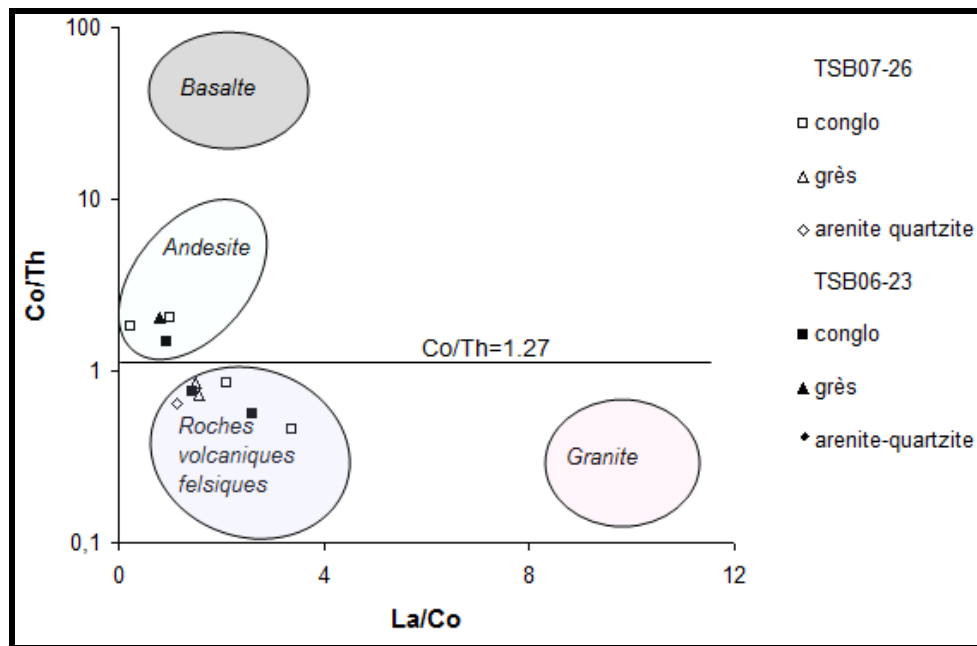 100
10
1
0,1
Co/Th
Basalte
Andesite
Co/Th=1.27
Roches
volcaniques
felsiques
Granite
0
4
8
12
La/Co
TSB07-26
conglo
grès
arenite quartzite
TSB06-23
conglo
grès
arenite-quartzite